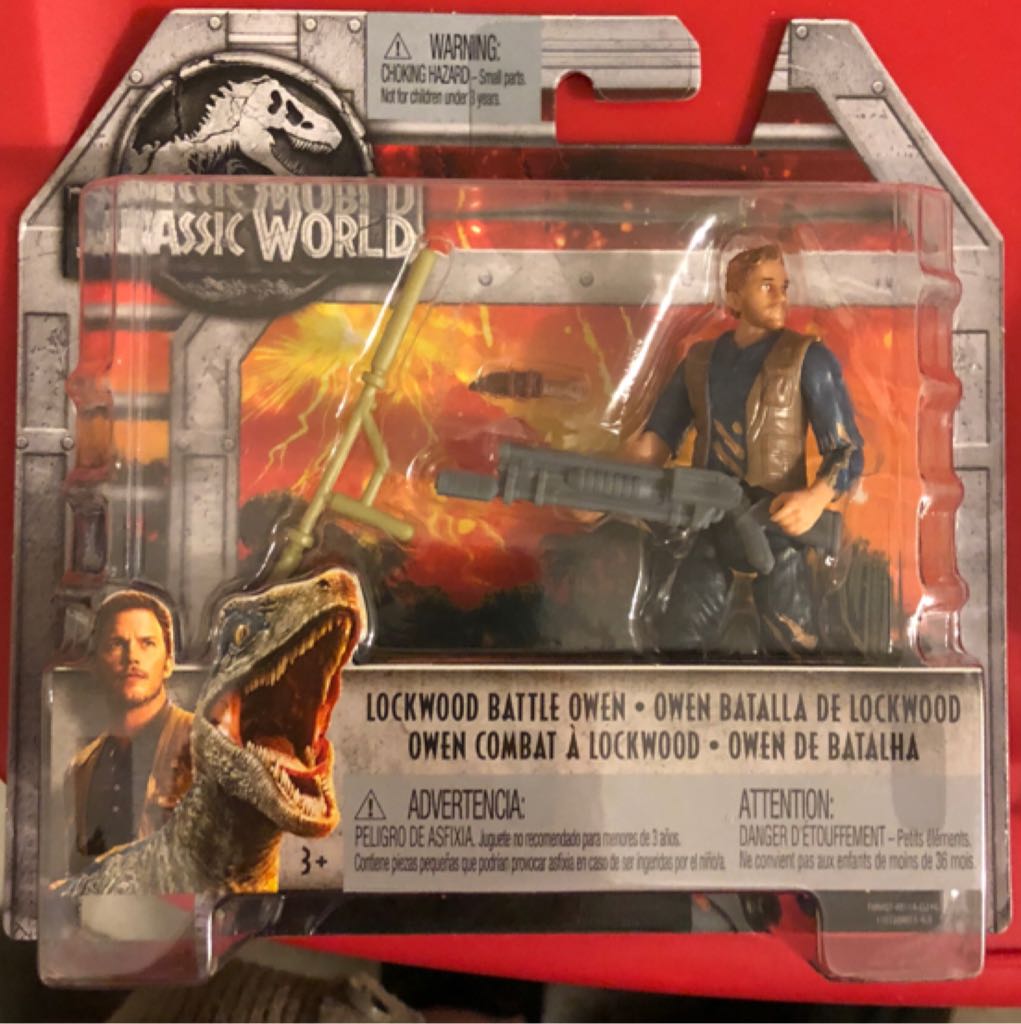 WARNING:
CHOKING HAZARD – Small parts.
Not for children under 3 years.
JURASSIC WORLD
LOCKWOOD BATTLE OWEN • OWEN BATALLA DE LOCKWOOD
OWEN COMBAT À LOCKWOOD • OWEN DE BATALHA
ADVERTENCIA:
PELIGRO DE ASFIXIA. Juguete no recomendado para menores de 3 años.
Contiene piezas pequeñas que podrían provocar asfixia en caso de ser ingeridas por el niño/a.
ATTENTION:
DANGER D'ÉTOUFFEMENT – Petits éléments.
Ne convient pas aux enfants de moins de 36 mois.
3+